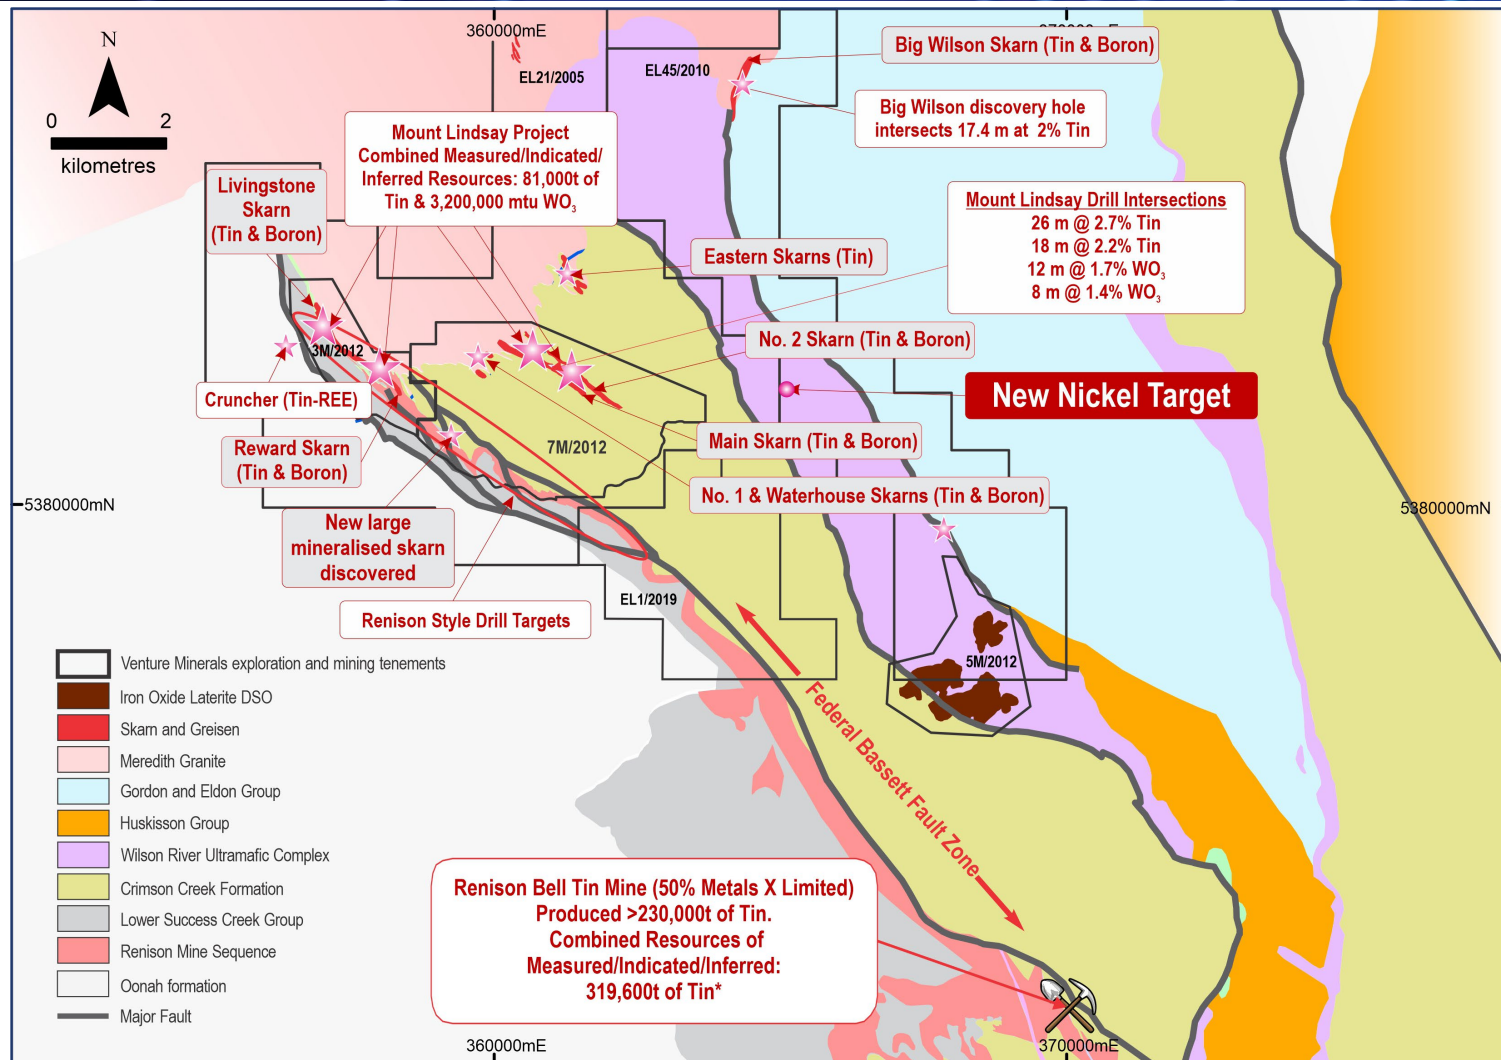 360000mE
370000mE
N
0 2
kilometres
EL21/2005
EL45/2010
Big Wilson Skarn (Tin & Boron)
Big Wilson discovery hole
intersects 17.4 m at 2% Tin
Mount Lindsay Project
Combined Measured/Indicated/
Inferred Resources: 81,000t of
Tin & 3,200,000 mtu WO₃
Livingstone
Skarn
(Tin & Boron)
Mount Lindsay Drill Intersections
26 m @ 2.7% Tin
18 m @ 2.2% Tin
12 m @ 1.7% WO₃
8 m @ 1.4% WO₃
Eastern Skarns (Tin)
No. 2 Skarn (Tin & Boron)
3M/2012
New Nickel Target
Cruncher (Tin-REE)
Reward Skarn
(Tin & Boron)
7M/2012
Main Skarn (Tin & Boron)
No. 1 & Waterhouse Skarns (Tin & Boron)
5380000mN
5380000mN
New large
mineralised skarn
discovered
Renison Style Drill Targets
EL1/2019
5M/2012
Federal Bassett Fault Zone
Venture Minerals exploration and mining tenements
Iron Oxide Laterite DSO
Skarn and Greisen
Meredith Granite
Gordon and Eldon Group
Huskisson Group
Wilson River Ultramafic Complex
Crimson Creek Formation
Lower Success Creek Group
Renison Mine Sequence
Oonah formation
Major Fault
Renison Bell Tin Mine (50% Metals X Limited)
Produced >230,000t of Tin.
Combined Resources of
Measured/Indicated/Inferred:
319,600t of Tin*
360000mE
370000mE